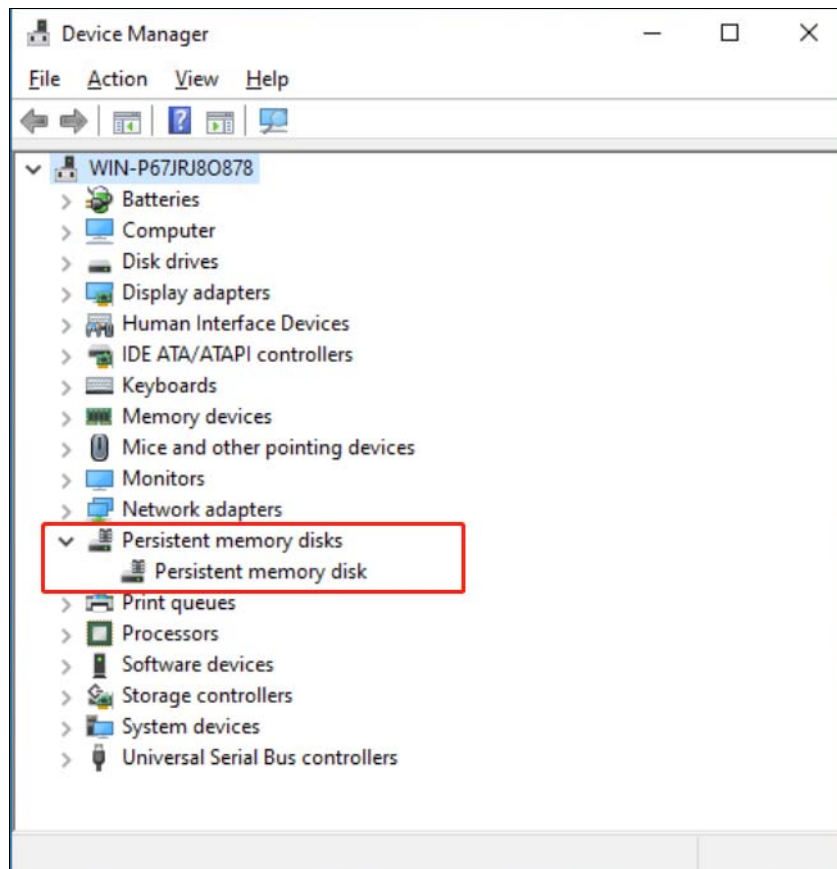 Device Manager
File Action View Help
WIN-P67JRJ8O878
Batteries
Computer
Disk drives
Display adapters
Human Interface Devices
IDE ATA/ATAPI controllers
Keyboards
Memory devices
Mice and other pointing devices
Monitors
Network adapters
Persistent memory disks
Persistent memory disk
Print queues
Processors
Software devices
Storage controllers
System devices
Universal Serial Bus controllers